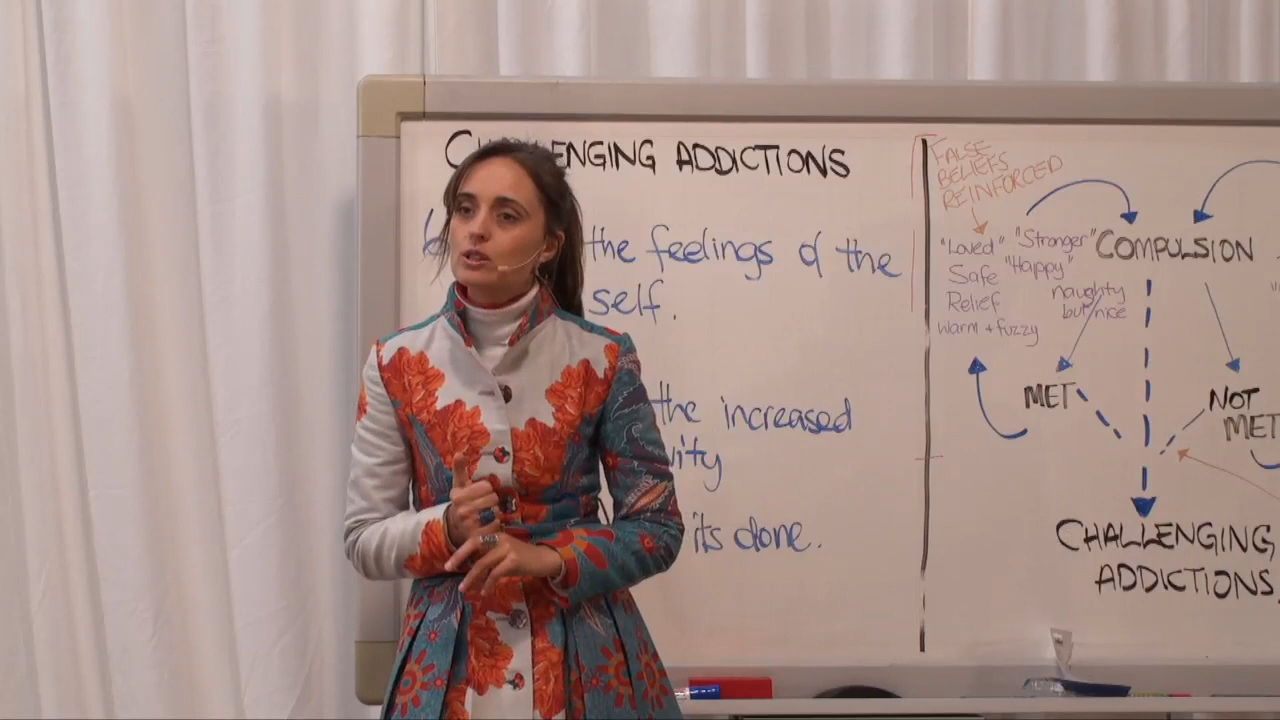 CHALLENGING ADDICTIONS
the feelings of the
self.
the increased
its done.
FALSE
BELIEFS
REINFORCED
"Loved" "Stronger"
Safe "Happy"
Relief naughty
but nice
warm + fuzzy
COMPULSION
MET
NOT
MET
CHALLENGING
ADDICTIONS